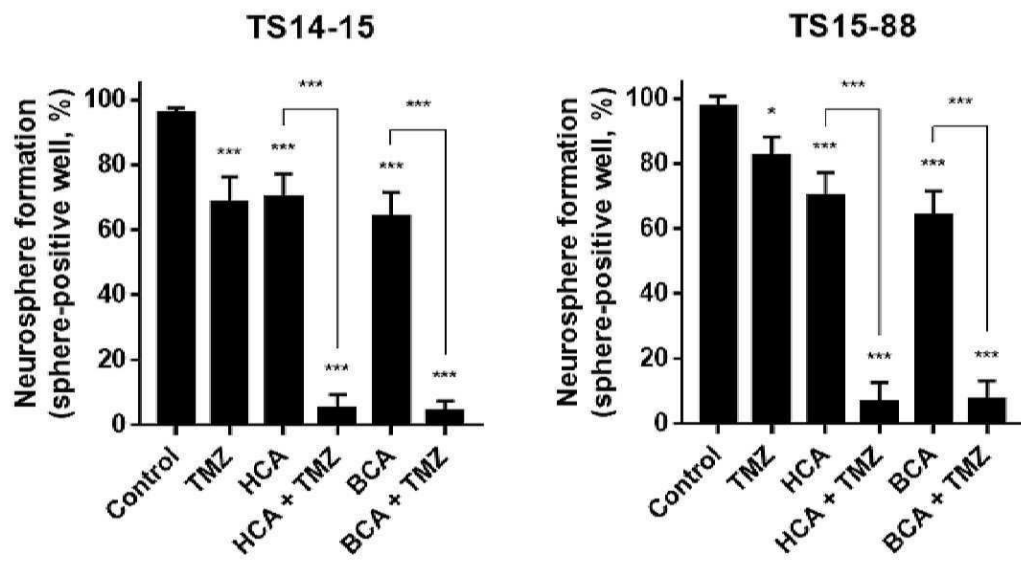 TS14-15
Neurosphere formation
(sphere-positive well, %)
100
80
60
40
20
0
***
***
***
***
***
***
***
Control
TMZ
HCA
HCA + TMZ
BCA
BCA + TMZ
TS15-88
Neurosphere formation
(sphere-positive well, %)
100
80
60
40
20
0
*
***
***
***
***
***
***
Control
TMZ
HCA
HCA + TMZ
BCA
BCA + TMZ